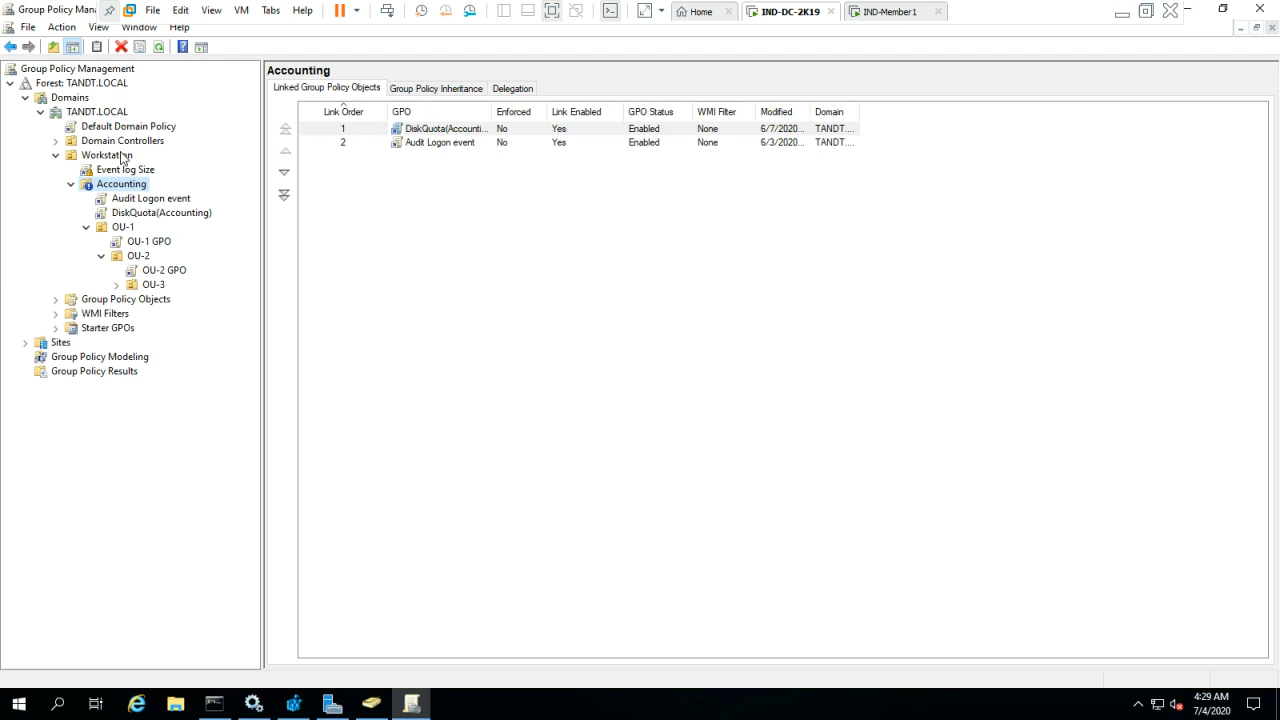 Group Policy Mana
File Edit View VM Tabs Help
Home
IND-DC-2K19
IND-Member1
File Action View Window Help
Group Policy Management
Forest: TANDT.LOCAL
Domains
TANDT.LOCAL
Default Domain Policy
Domain Controllers
Workstation
Event log Size
Accounting
Audit Logon event
DiskQuota(Accounting)
OU-1
OU-1 GPO
OU-2
OU-2 GPO
OU-3
Group Policy Objects
WMI Filters
Starter GPOs
Sites
Group Policy Modeling
Group Policy Results
Accounting
Linked Group Policy Objects Group Policy Inheritance Delegation
Link Order GPO Enforced Link Enabled GPO Status WMI Filter Modified Domain
1 DiskQuota(Accounti... No Yes Enabled None 6/7/2020... TANDT....
2 Audit Logon event No Yes Enabled None 6/3/2020... TANDT....
4:29 AM
7/4/2020